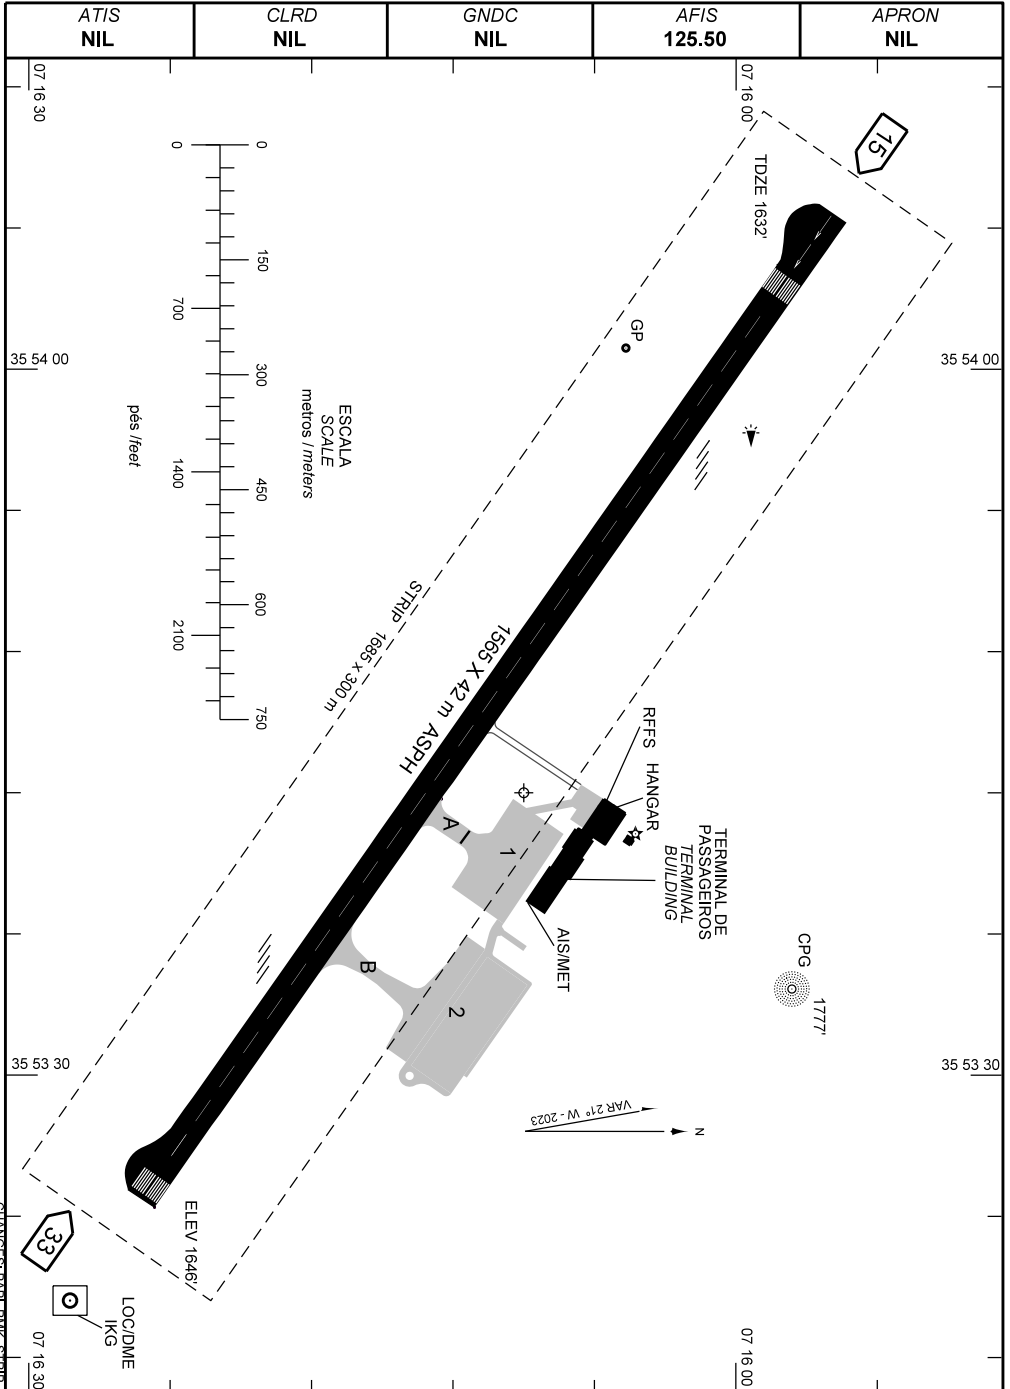 ATIS
NIL
CLRD
NIL
GNDC
NIL
AFIS
125.50
APRON
NIL
07 16 30
07 16 00
15
TDZE 1632'
0
0
150
700
300
1400
450
600
2100
750
ESCALA
SCALE
metros / meters
pés /feet
GP
35 54 00
35 54 00
STRIP 1685 x 300 m
1565 X 42 m ASPH
RFFS
HANGAR
TERMINAL DE
PASSAGEIROS
TERMINAL
BUILDING
A
1
AIS/MET
B
2
CPG
1777'
35 53 30
35 53 30
VAR 21° W - 2023
N
ELEV 1646'
33
LOC/DME
IKG
07 16 30
07 16 00